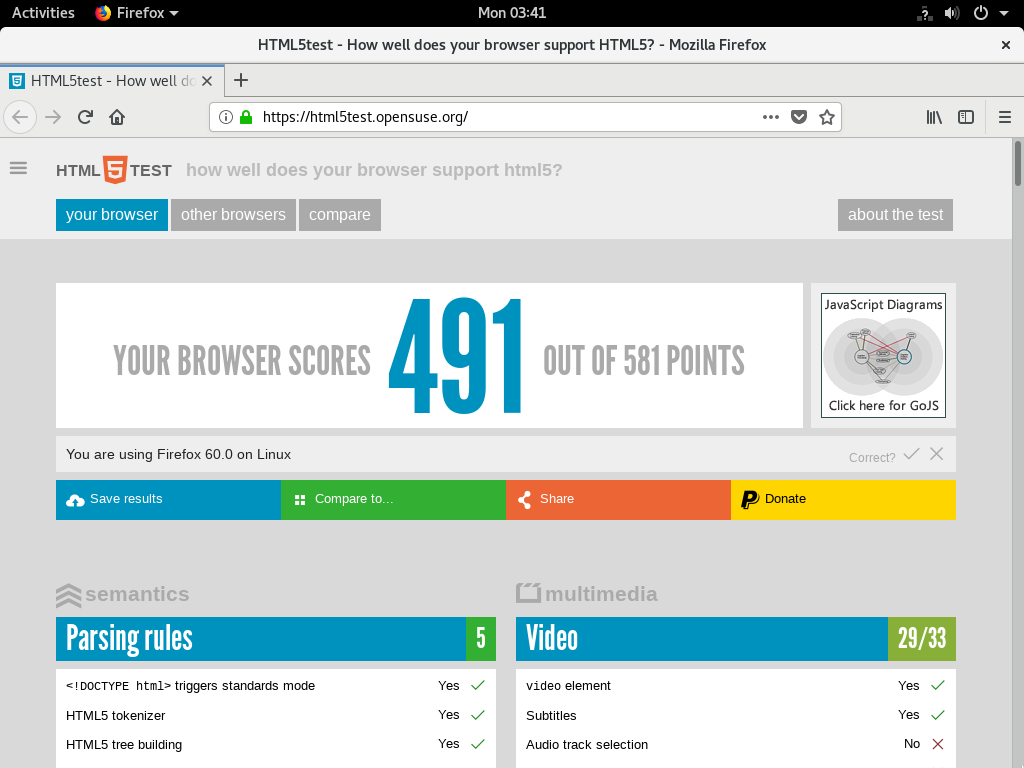 Activities Firefox Mon 03:41
HTML5test - How well does your browser support HTML5? - Mozilla Firefox
HTML5test - How well do
https://html5test.opensuse.org/
HTML 5 TEST how well does your browser support html5?
your browser other browsers compare about the test
YOUR BROWSER SCORES 491 OUT OF 581 POINTS
JavaScript Diagrams
Click here for GoJS
You are using Firefox 60.0 on Linux Correct?
Save results Compare to... Share Donate
semantics multimedia
Parsing rules 5 Video 29/33
<!DOCTYPE html> triggers standards mode Yes video element Yes
HTML5 tokenizer Yes Subtitles Yes
HTML5 tree building Yes Audio track selection No